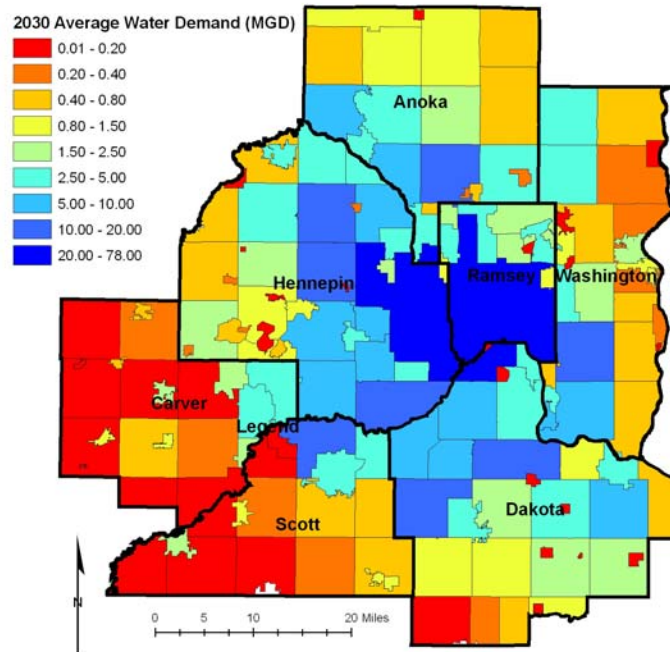 2030 Average Water Demand (MGD)
0.01 - 0.20
0.20 - 0.40
0.40 - 0.80
0.80 - 1.50
1.50 - 2.50
2.50 - 5.00
5.00 - 10.00
10.00 - 20.00
20.00 - 78.00
Anoka
Hennepin
Ramsey
Washington
Carver
Legend
Scott
Dakota
N
0 5 10 20 Miles